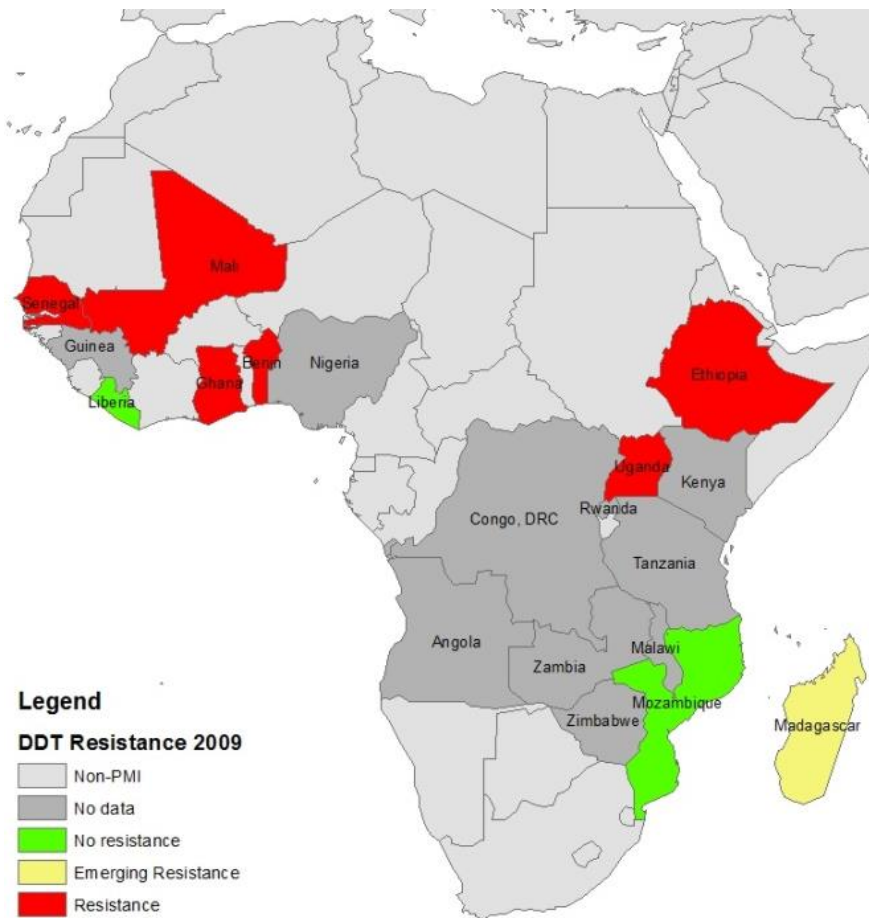 Mali
Senegal
Guinea
Benin
Nigeria
Ghana
Liberia
Ethiopia
Uganda
Kenya
Rwanda
Congo, DRC
Tanzania
Angola
Malawi
Zambia
Mozambique
Zimbabwe
Madagascar
Legend
DDT Resistance 2009
Non-PMI
No data
No resistance
Emerging Resistance
Resistance